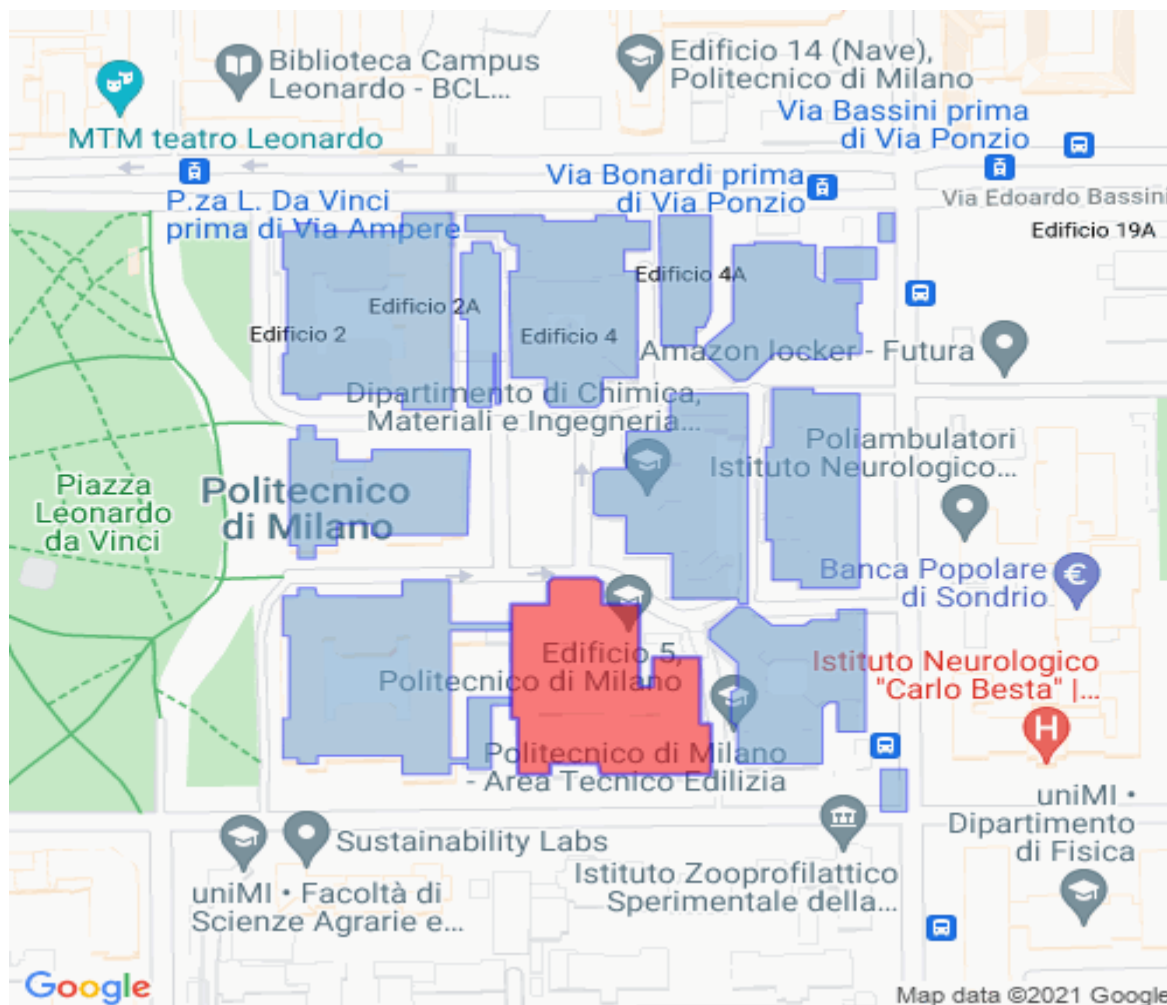 Biblioteca Campus
Leonardo - BCL...
Edificio 14 (Nave),
Politecnico di Milano
MTM teatro Leonardo
Via Bassini prima
di Via Ponzio
P.za L. Da Vinci
prima di Via Ampere
Via Bonardi prima
di Via Ponzio
Via Edoardo Bassini
Edificio 19A
Edificio 2
Edificio 2A
Edificio 4
Edificio 4A
Amazon locker - Futura
Dipartimento di Chimica,
Materiali e Ingegneria...
Poliambulatori
Istituto Neurologico...
Piazza
Leonardo
da Vinci
Politecnico
di Milano
Banca Popolare
di Sondrio
€
Edificio 5,
Politecnico di Milano
Istituto Neurologico
"Carlo Besta" |...
H
Politecnico di Milano
- Area Tecnico Edilizia
uniMI •
Dipartimento
di Fisica
Sustainability Labs
uniMI • Facoltà di
Scienze Agrarie e...
Istituto Zooprofilattico
Sperimentale della...
Google
Map data ©2021 Google